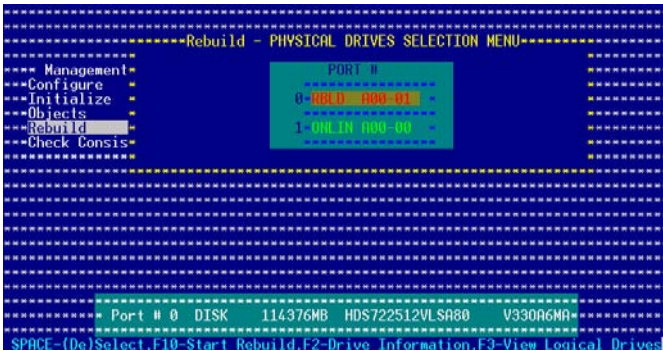 Rebuild - PHYSICAL DRIVES SELECTION MENU
Management
PORT #
Configure
Initialize
0 RBLD A00-01
Objects
Rebuild
1 ONLIN A00-00
Check Consis
Port # 0 DISK 114376MB HDS722512VLSA80 V33OA6MA
SPACE-(De)Select,F10-Start Rebuild,F2-Drive Information,F3-View Logical Drives